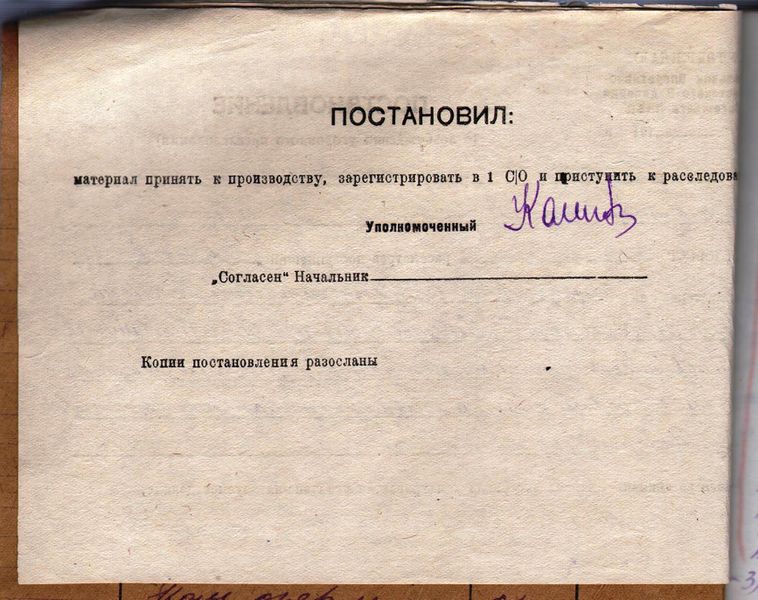 ПОСТАНОВИЛ:
материал принять к производству, зарегистрировать в 1 С|О и приступить к расследова
Уполномоченный
„Согласен“ Начальник
Копии постановления разосланы